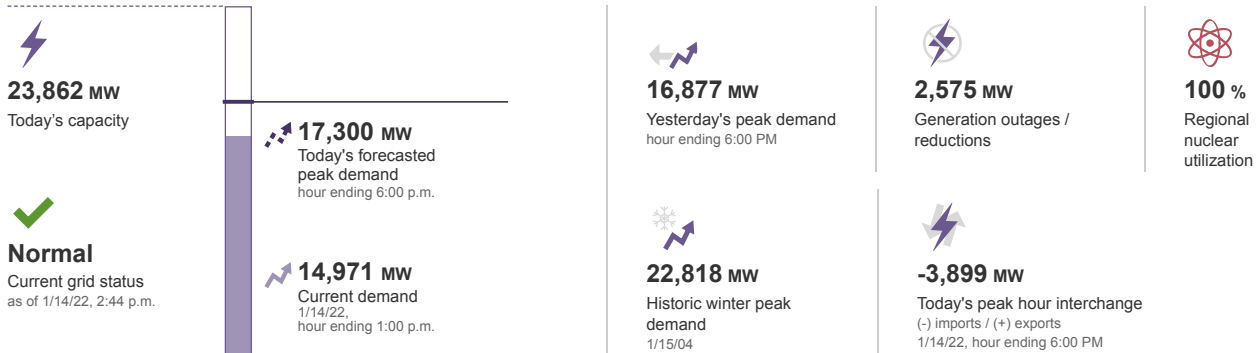 23,862 MW
Today's capacity
Normal
Current grid status
as of 1/14/22, 2:44 p.m.
17,300 MW
Today's forecasted
peak demand
hour ending 6:00 p.m.
14,971 MW
Current demand
1/14/22,
hour ending 1:00 p.m.
16,877 MW
Yesterday's peak demand
hour ending 6:00 PM
2,575 MW
Generation outages /
reductions
100 %
Regional
nuclear
utilization
22,818 MW
Historic winter peak
demand
1/15/04
-3,899 MW
Today's peak hour interchange
(-) imports / (+) exports
1/14/22, hour ending 6:00 PM